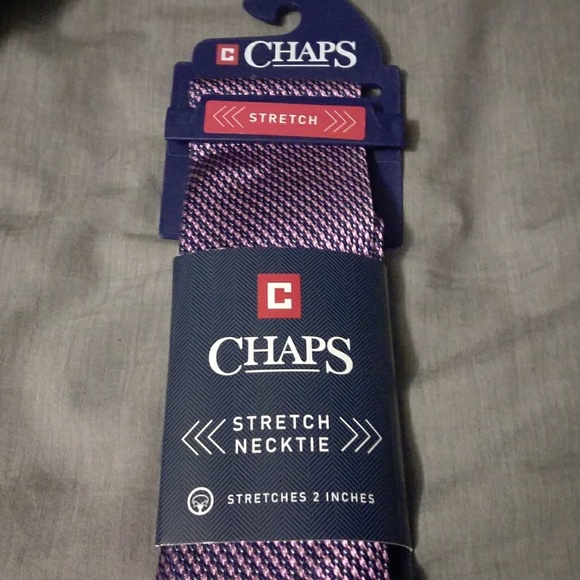 C CHAPS
STRETCH
C
CHAPS
STRETCH
NECKTIE
STRETCHES 2 INCHES